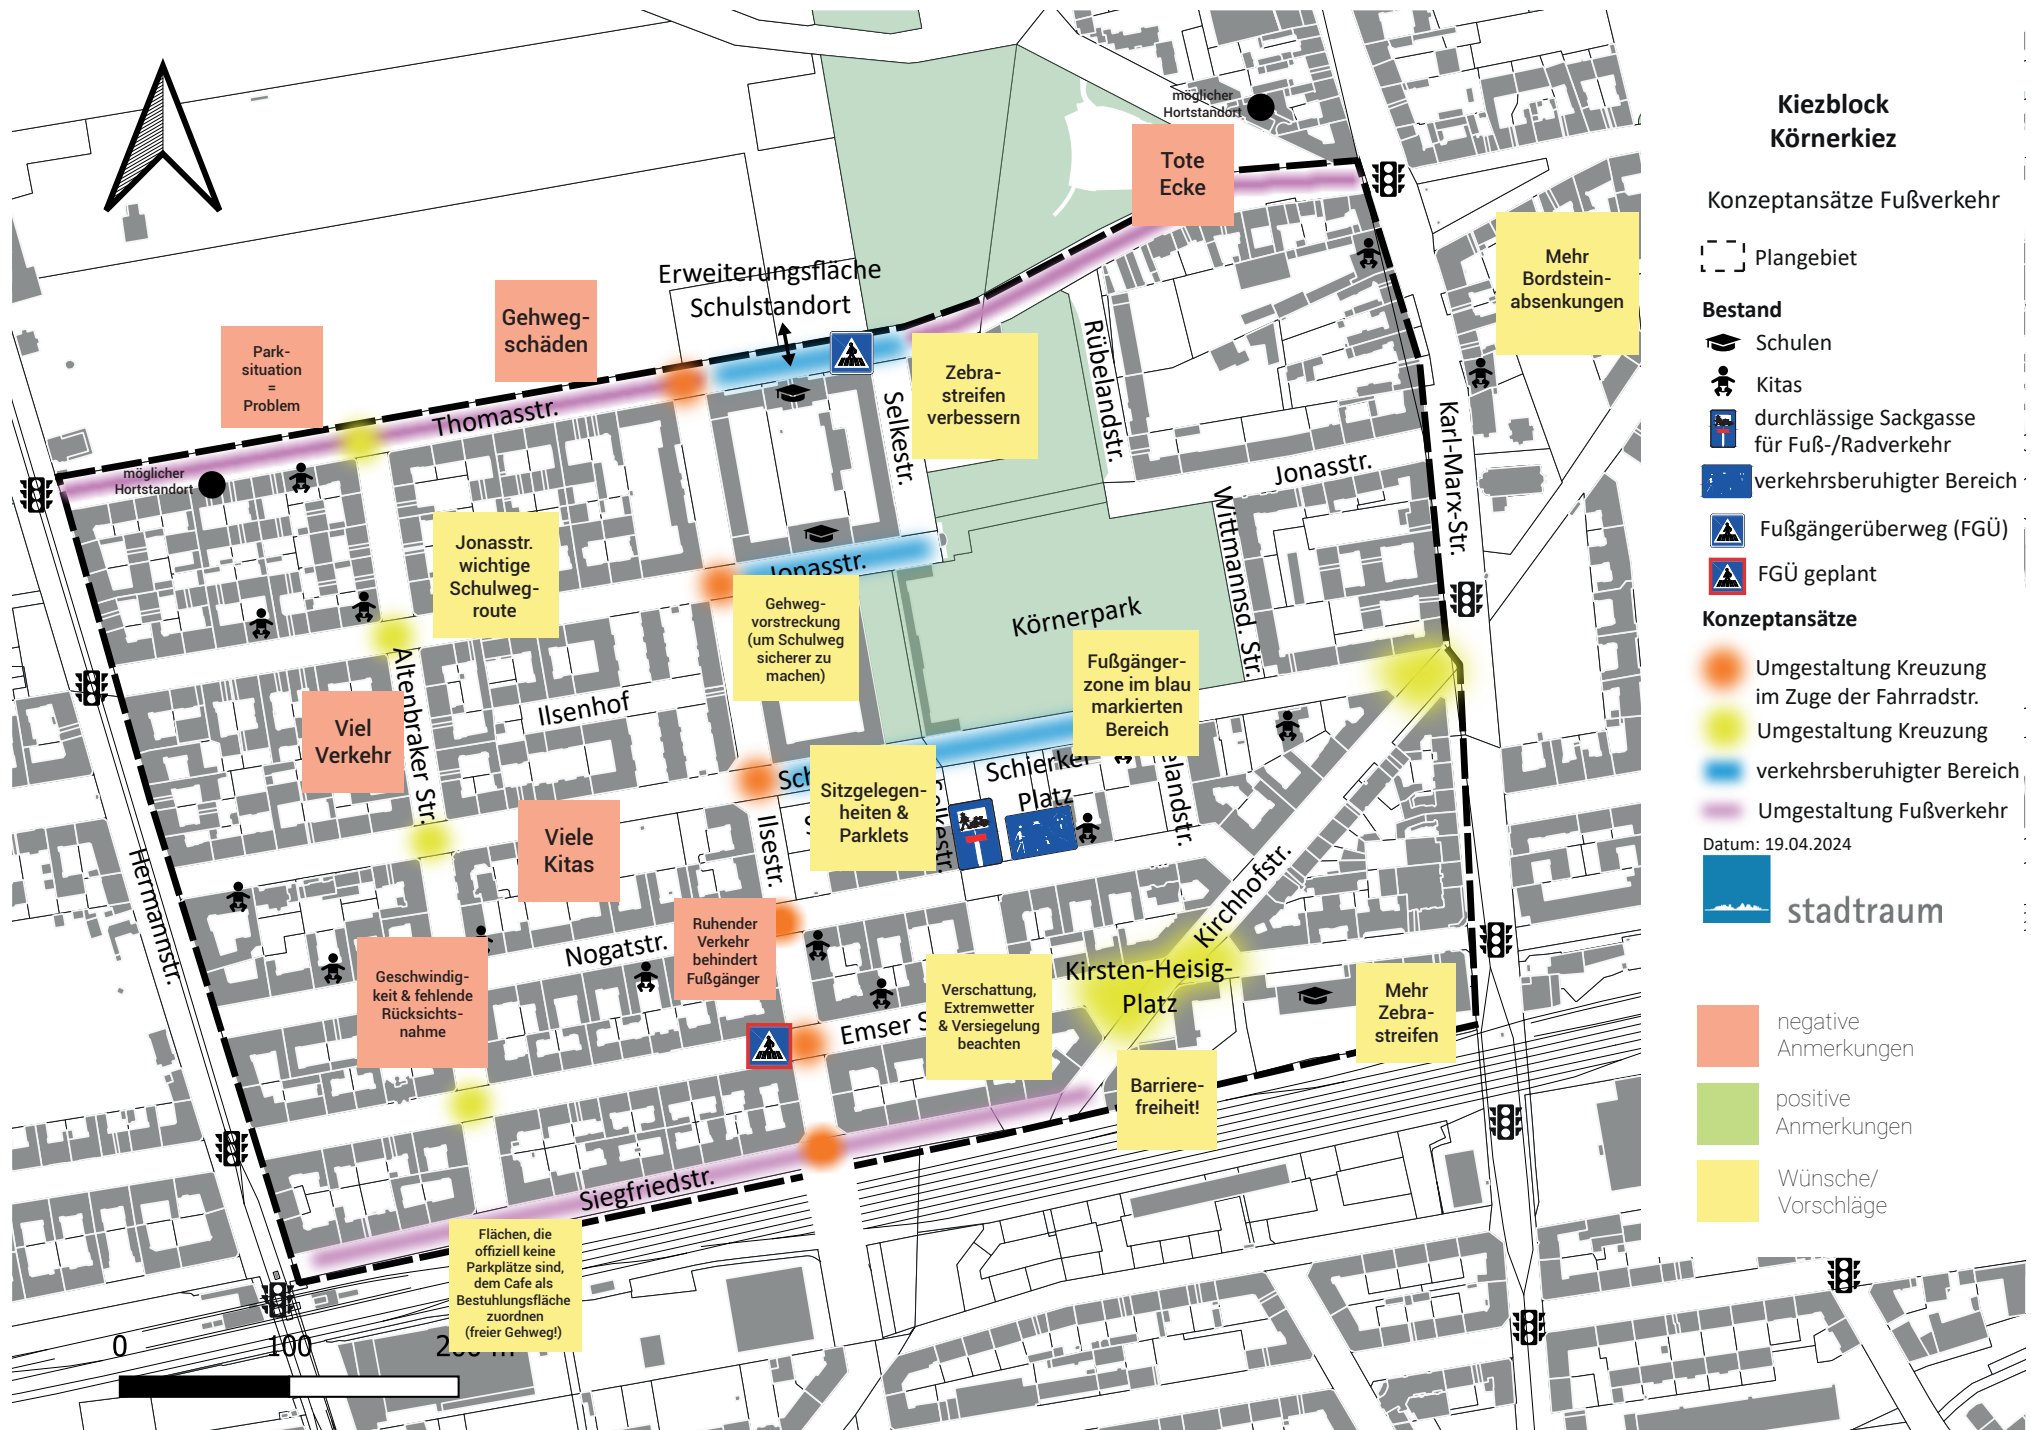 möglicher
Hortstandort
Tote
Ecke
Kiezblock
Körnerkiez
Konzeptansätze Fußverkehr
Plangebiet
Bestand
Schulen
Kitas
durchlässige Sackgasse
für Fuß-/Radverkehr
verkehrsberuhigter Bereich
Fußgängerüberweg (FGÜ)
FGÜ geplant
Konzeptansätze
Umgestaltung Kreuzung
im Zuge der Fahrradstr.
Umgestaltung Kreuzung
verkehrsberuhigter Bereich
Umgestaltung Fußverkehr
Datum: 19.04.2024
stadtraum
negative
Anmerkungen
positive
Anmerkungen
Wünsche/
Vorschläge
Mehr
Bordstein-
absenkungen
Erweiterungsfläche
Schulstandort
Gehweg-
schäden
Park-
situation
=
Problem
Thomasstr.
möglicher
Hortstandort
Zebra-
streifen
verbessern
Selkestr.
Rübelandstr.
Jonasstr.
Karl-Marx-Str.
Wittmannsd. Str.
Jonasstr.
wichtige
Schulweg-
route
Jonasstr.
Gehweg-
vorstreckung
(um Schulweg
sicherer zu
machen)
Körnerpark
Fußgänger-
zone im blau
markierten
Bereich
Altenbraker Str.
Ilsenhof
Viel
Verkehr
Sch
Sitzgelegen-
heiten &
Parklets
Schierker
Platz
elandstr.
Viele
Kitas
Ilsestr.
Hermannstr.
Kirchhofstr.
Nogatstr.
Ruhender
Verkehr
behindert
Fußgänger
Geschwindig-
keit & fehlende
Rücksichts-
nahme
Emser S
Verschattung,
Extremwetter
& Versiegelung
beachten
Kirsten-Heisig-
Platz
Mehr
Zebra-
streifen
Barriere-
freiheit!
Siegfriedstr.
Flächen, die
offiziell keine
Parkplätze sind,
dem Cafe als
Bestuhlungsfläche
zuordnen
(freier Gehweg!)
0 100